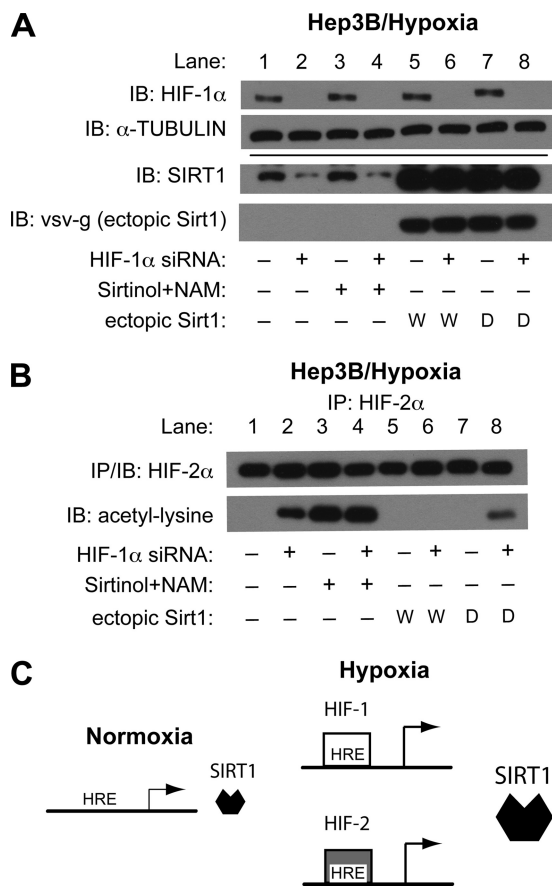 A
Hep3B/Hypoxia
Lane: 1 2 3 4 5 6 7 8
IB: HIF-1α
IB: α-TUBULIN
IB: SIRT1
IB: vsv-g (ectopic Sirt1)
HIF-1α siRNA: – + – + – + – +
Sirtinol+NAM: – – + + – – – –
ectopic Sirt1: – – – – W W D D
B
Hep3B/Hypoxia
IP: HIF-2α
Lane: 1 2 3 4 5 6 7 8
IP/IB: HIF-2α
IB: acetyl-lysine
HIF-1α siRNA: – + – + – + – +
Sirtinol+NAM: – – + + – – – –
ectopic Sirt1: – – – – W W D D
C
Hypoxia
Normoxia
HIF-1
HRE
SIRT1
HRE
SIRT1
HIF-2
HRE